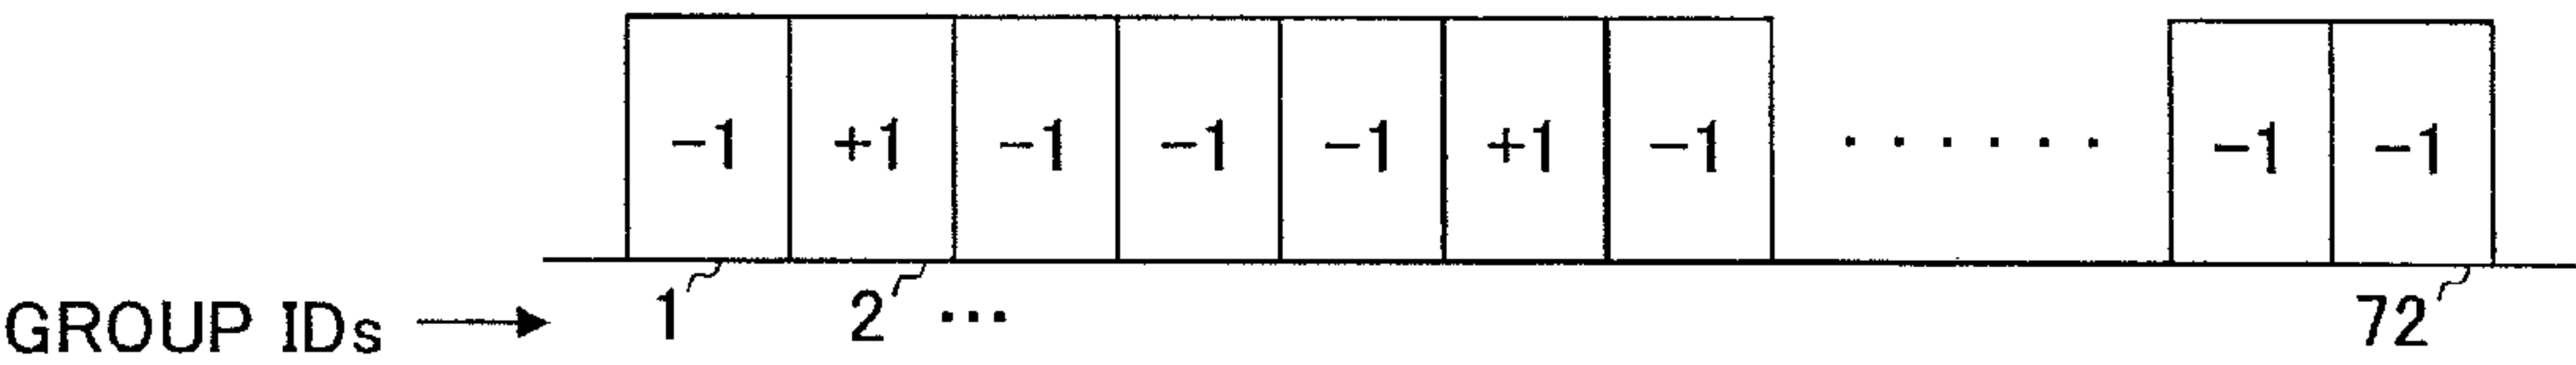 −1 +1 −1 −1 −1 +1 −1 ······ −1 −1
GROUP IDs → 1 2 ··· 72